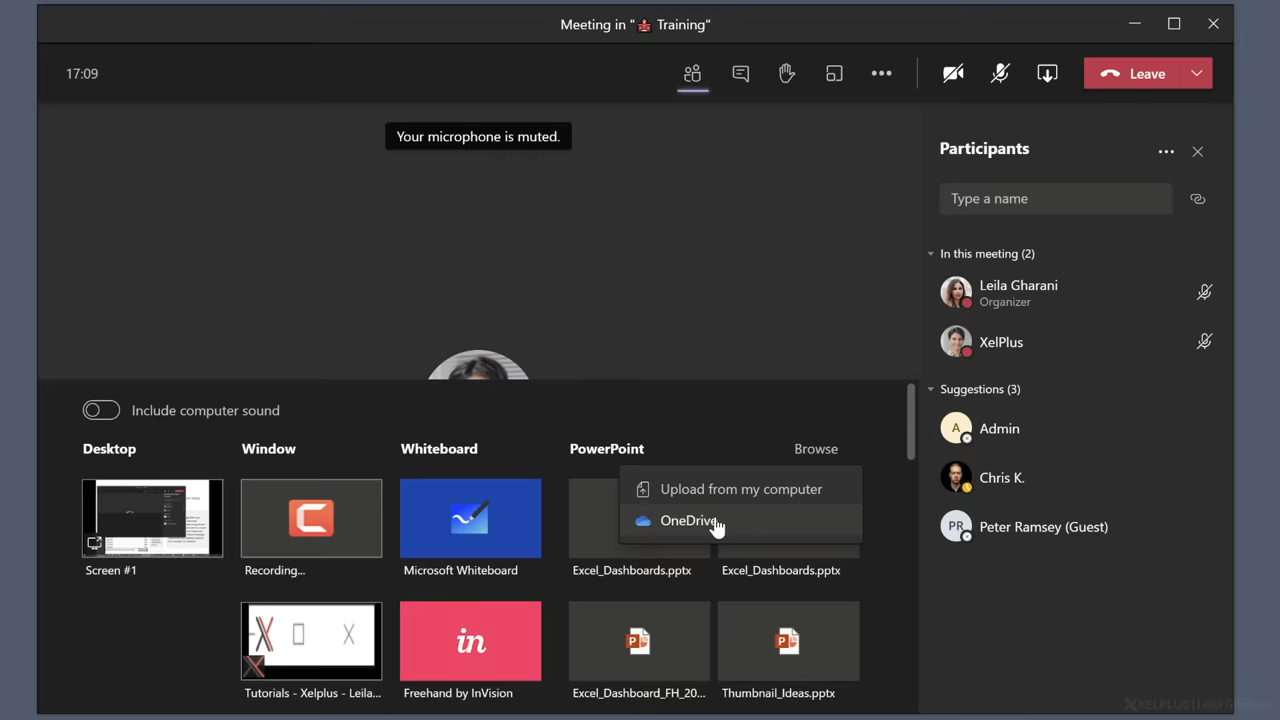 Meeting in " Training"
17:09
Leave
Your microphone is muted.
Participants
Type a name
In this meeting (2)
Leila Gharani
Organizer
XelPlus
Suggestions (3)
A
Admin
Chris K.
PR
Peter Ramsey (Guest)
Include computer sound
Desktop
Window
Whiteboard
PowerPoint
Browse
Upload from my computer
OneDrive
Screen #1
Recording...
Microsoft Whiteboard
Excel_Dashboards.pptx
Excel_Dashboards.pptx
in
Tutorials - Xelplus - Leila...
Freehand by InVision
Excel_Dashboard_FH_20...
Thumbnail_Ideas.pptx
XELPLUS | Leila